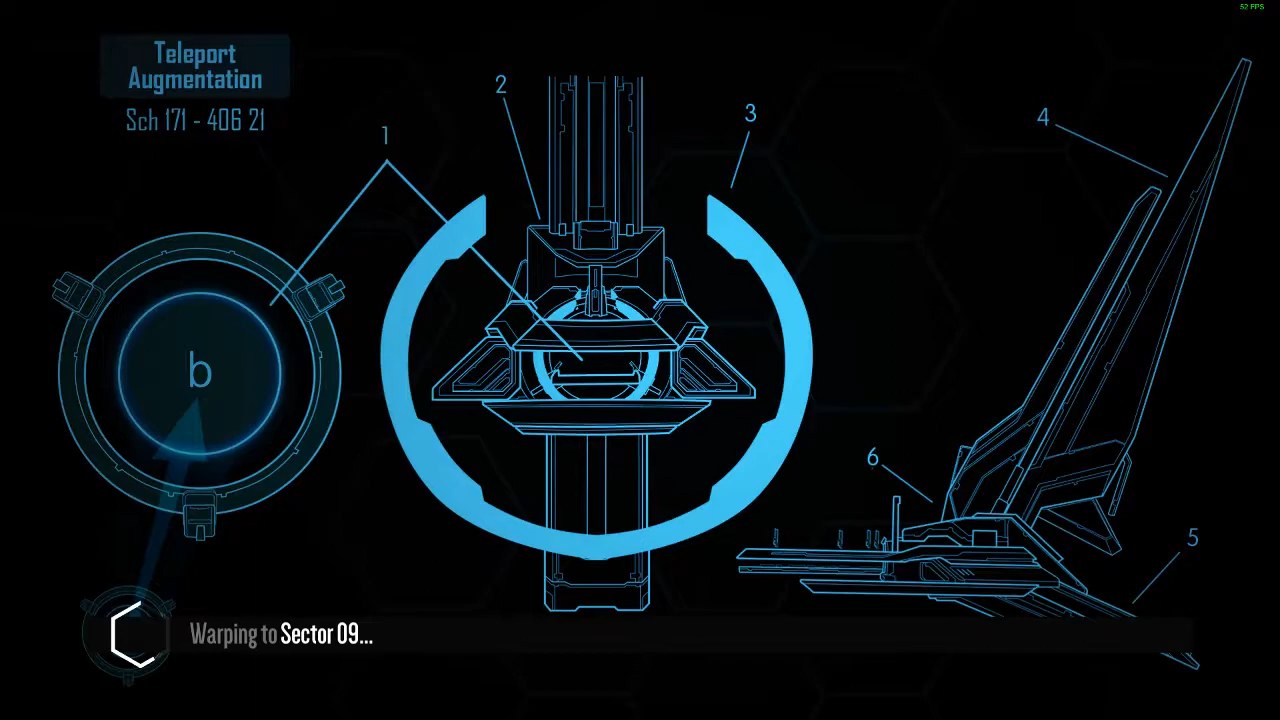 52 FPS
Teleport
Augmentation
Sch 171 - 406 21
1
2
3
4
b
6
5
Warping to Sector 09...